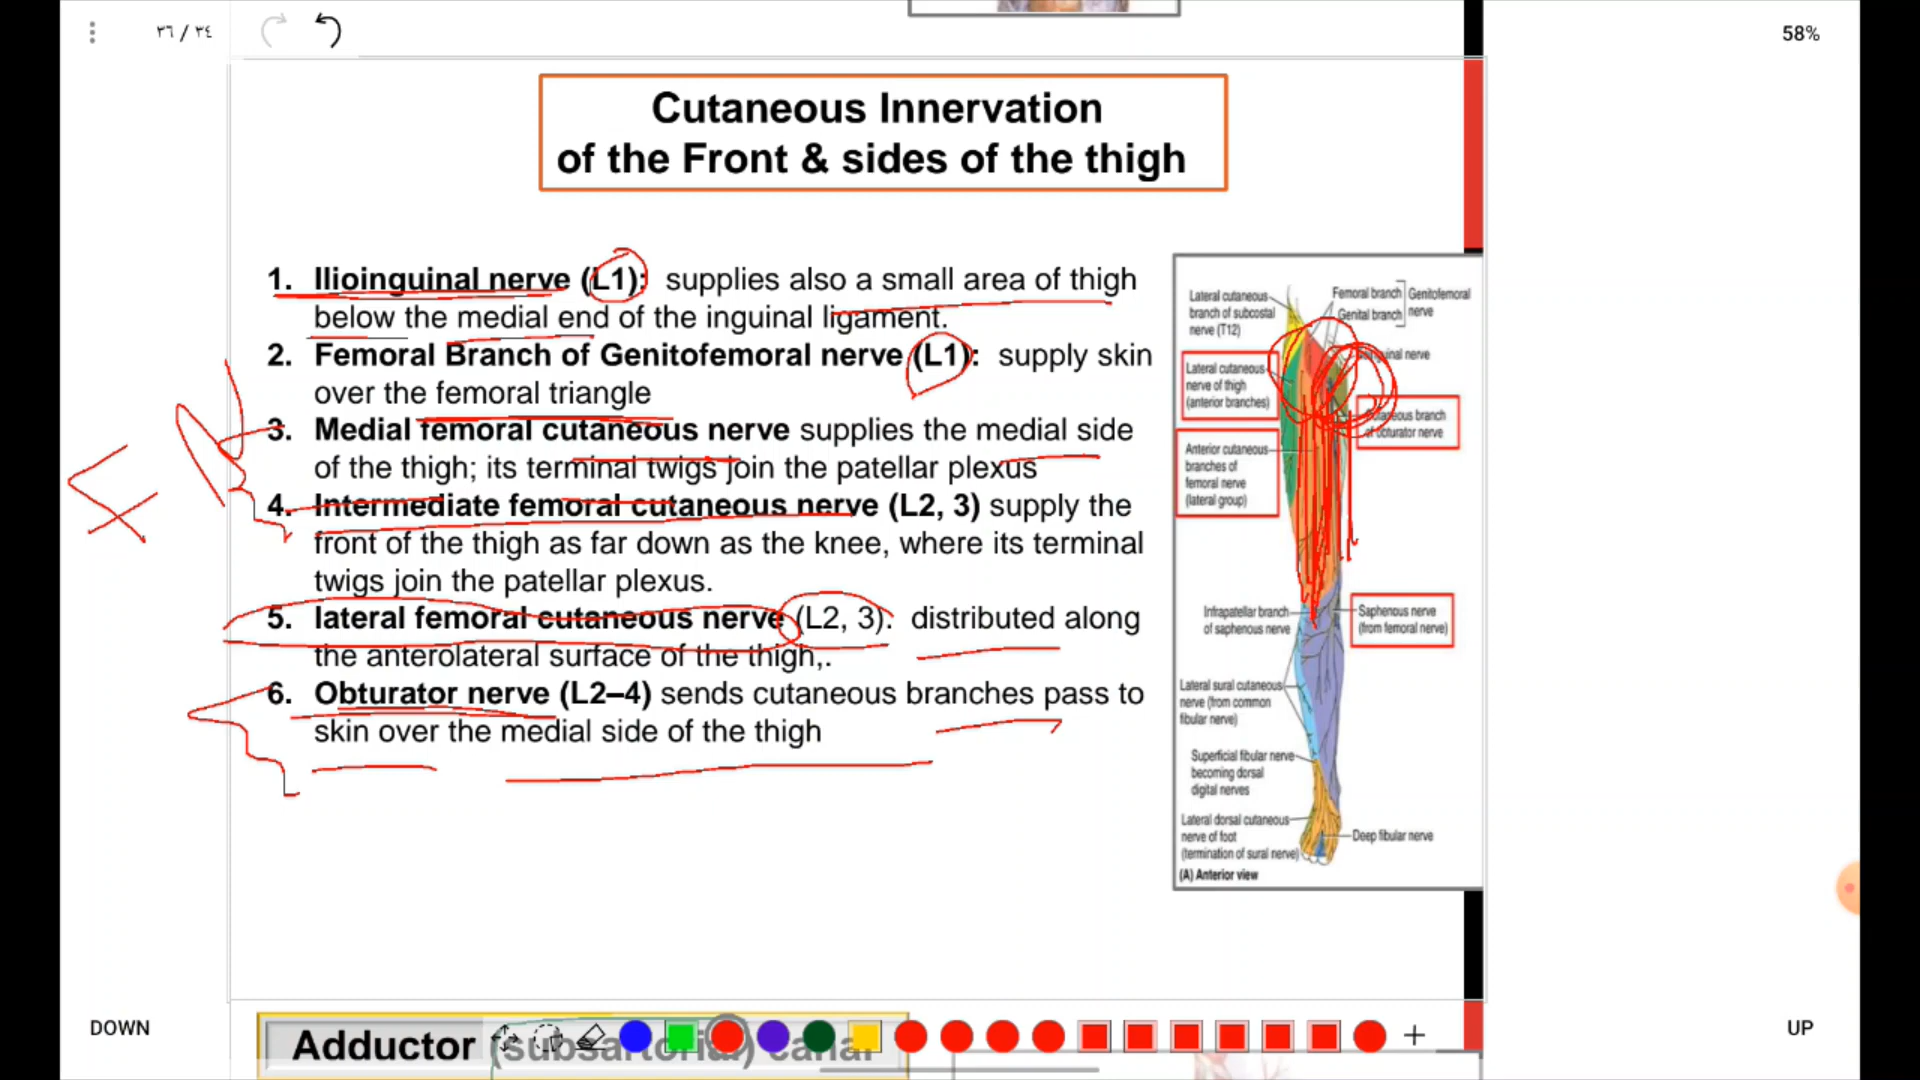 ٣٦ / ٣٤
58%
Cutaneous Innervation
of the Front & sides of the thigh
1. Ilioinguinal nerve (L1): supplies also a small area of thigh
below the medial end of the inguinal ligament.
2. Femoral Branch of Genitofemoral nerve (L1): supply skin
over the femoral triangle
3. Medial femoral cutaneous nerve supplies the medial side
of the thigh; its terminal twigs join the patellar plexus
4. Intermediate femoral cutaneous nerve (L2, 3) supply the
front of the thigh as far down as the knee, where its terminal
twigs join the patellar plexus.
5. lateral femoral cutaneous nerve (L2, 3): distributed along
the anterolateral surface of the thigh,.
6. Obturator nerve (L2–4) sends cutaneous branches pass to
skin over the medial side of the thigh
Lateral cutaneous
branch of subcostal
nerve (T12)
Femoral branch
Genital branch
Genitofemoral
nerve
nerve
Lateral cutaneous
nerve of thigh
(anterior branches)
branch
obturator nerve
Anterior cutaneous
branches of
femoral nerve
(lateral group)
Infrapatellar branch
of saphenous nerve
Saphenous nerve
(from femoral nerve)
Lateral sural cutaneous
nerve (from common
fibular nerve)
Superficial fibular nerve
becoming dorsal
digital nerves
Lateral dorsal cutaneous
nerve of foot
(termination of sural nerve)
Deep fibular nerve
(A) Anterior view
DOWN
UP
Adductor (subsartorial) canal